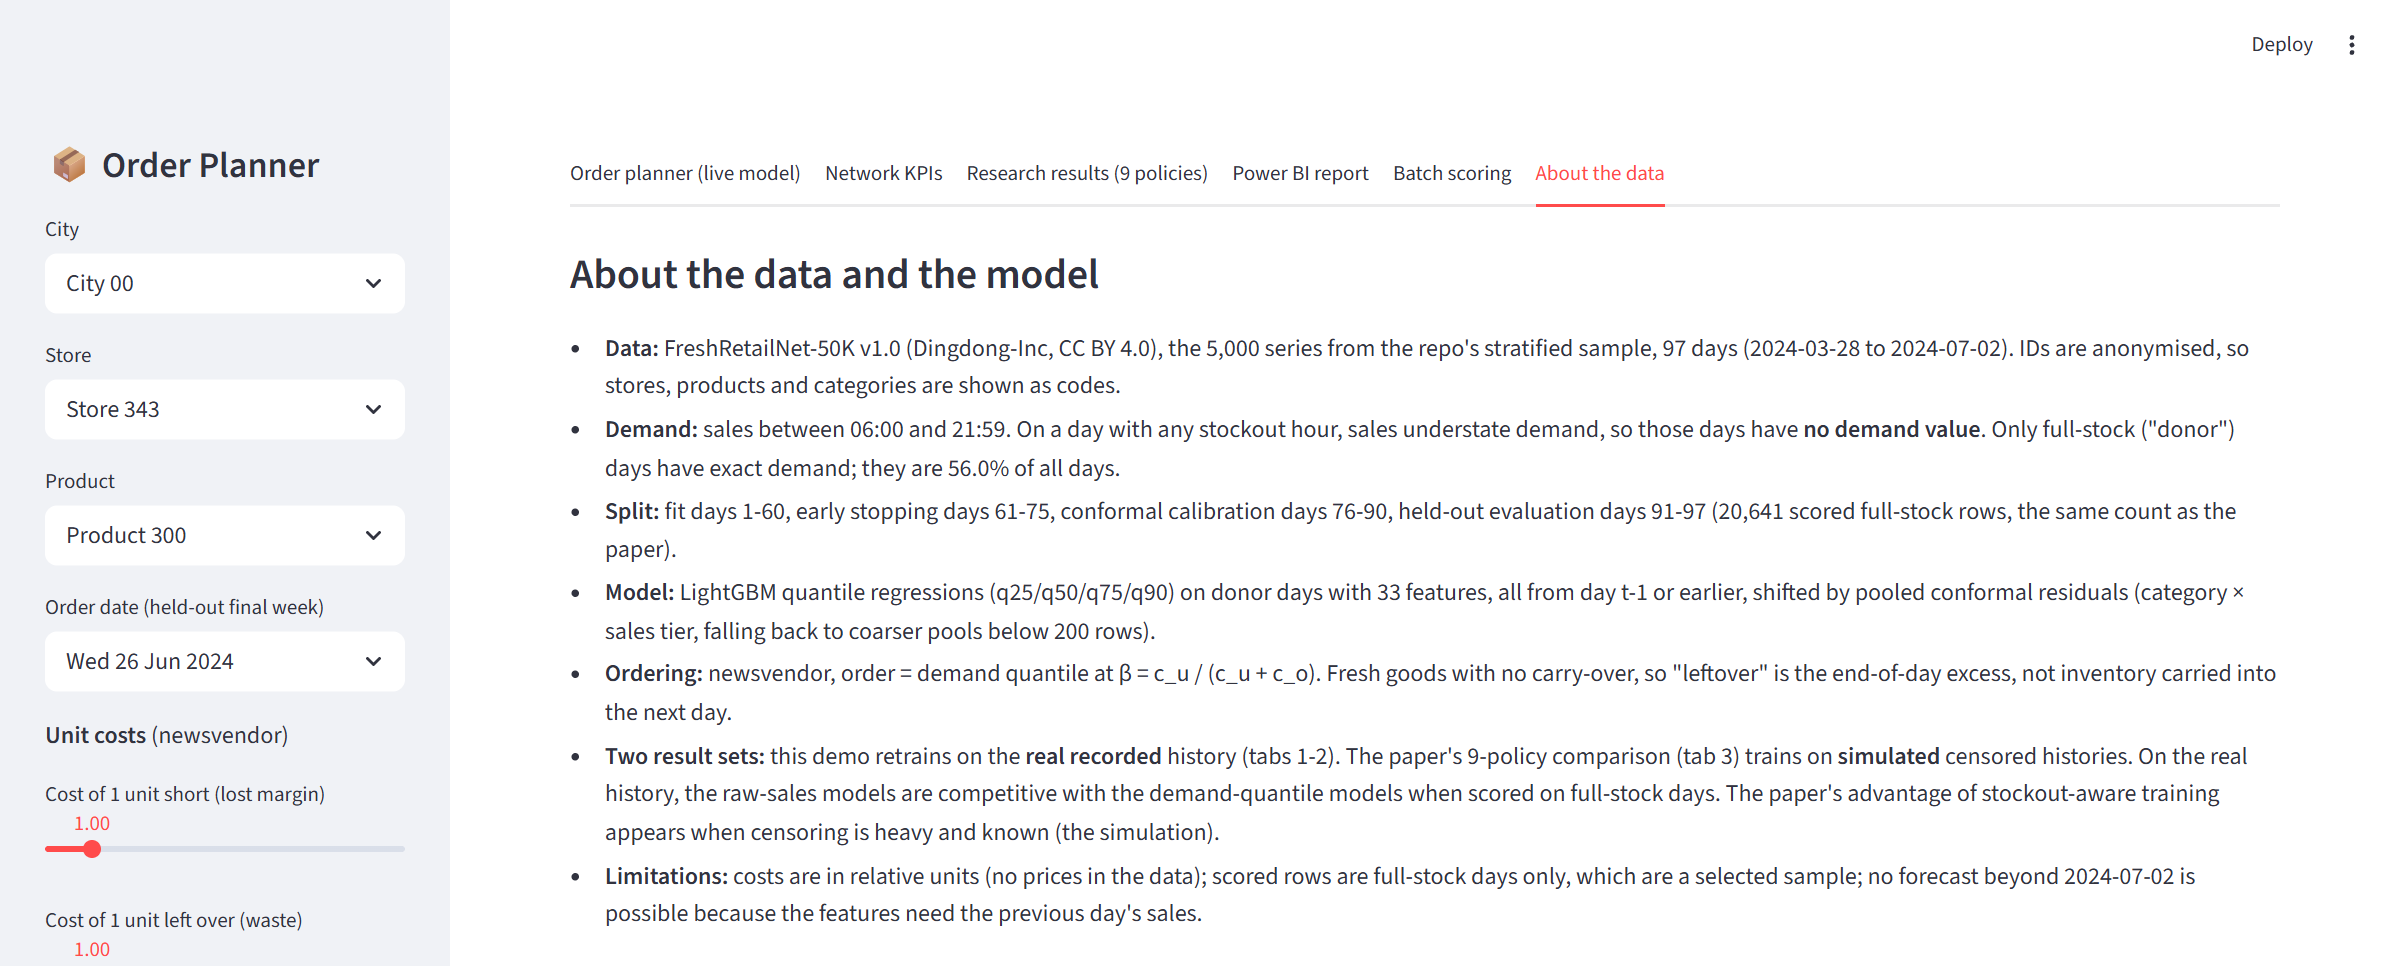 Deploy
Order Planner
City
City 00
Store
Store 343
Product
Product 300
Order date (held-out final week)
Wed 26 Jun 2024
Unit costs (newsvendor)
Cost of 1 unit short (lost margin)
1.00
Cost of 1 unit left over (waste)
1.00
Order planner (live model)
Network KPIs
Research results (9 policies)
Power BI report
Batch scoring
About the data
About the data and the model
• Data: FreshRetailNet-50K v1.0 (Dingdong-Inc, CC BY 4.0), the 5,000 series from the repo's stratified sample, 97 days (2024-03-28 to 2024-07-02). IDs are anonymised, so
stores, products and categories are shown as codes.
• Demand: sales between 06:00 and 21:59. On a day with any stockout hour, sales understate demand, so those days have no demand value. Only full-stock ("donor")
days have exact demand; they are 56.0% of all days.
• Split: fit days 1-60, early stopping days 61-75, conformal calibration days 76-90, held-out evaluation days 91-97 (20,641 scored full-stock rows, the same count as the
paper).
• Model: LightGBM quantile regressions (q25/q50/q75/q90) on donor days with 33 features, all from day t-1 or earlier, shifted by pooled conformal residuals (category ×
sales tier, falling back to coarser pools below 200 rows).
• Ordering: newsvendor, order = demand quantile at β = c_u / (c_u + c_o). Fresh goods with no carry-over, so "leftover" is the end-of-day excess, not inventory carried into
the next day.
• Two result sets: this demo retrains on the real recorded history (tabs 1-2). The paper's 9-policy comparison (tab 3) trains on simulated censored histories. On the real
history, the raw-sales models are competitive with the demand-quantile models when scored on full-stock days. The paper's advantage of stockout-aware training
appears when censoring is heavy and known (the simulation).
• Limitations: costs are in relative units (no prices in the data); scored rows are full-stock days only, which are a selected sample; no forecast beyond 2024-07-02 is
possible because the features need the previous day's sales.